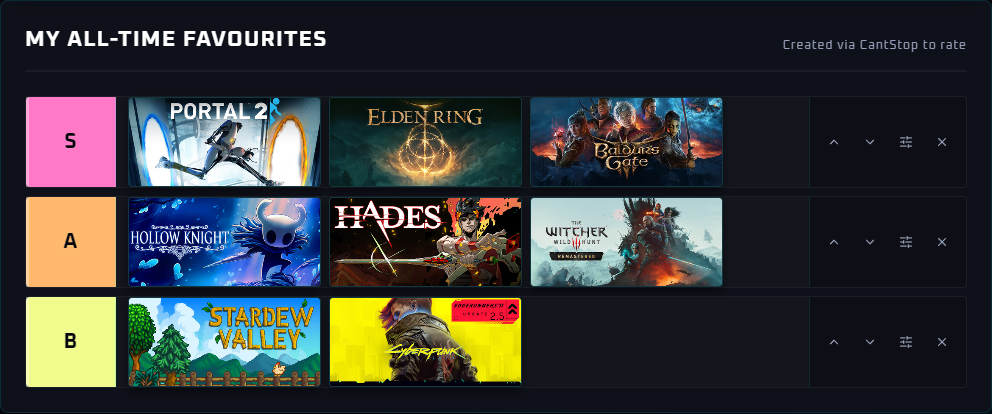 MY ALL-TIME FAVOURITES
Created via CantStop to rate
S
PORTAL 2
ELDEN RING
Baldur's
Gate
A
HOLLOW KNIGHT
HADES
THE
WITCHER
WILD HUNT
REMASTERED
B
STARDEW
VALLEY
UPDATE 2.5
Cyberpunk